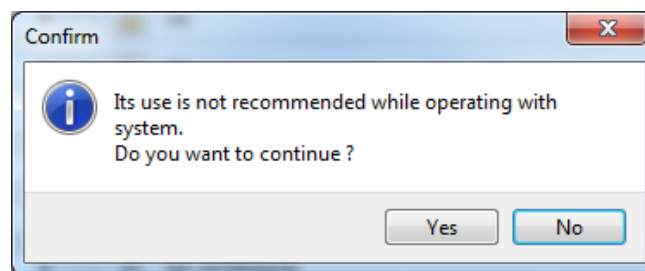 Confirm
Its use is not recommended while operating with
system.
Do you want to continue ?
Yes
No